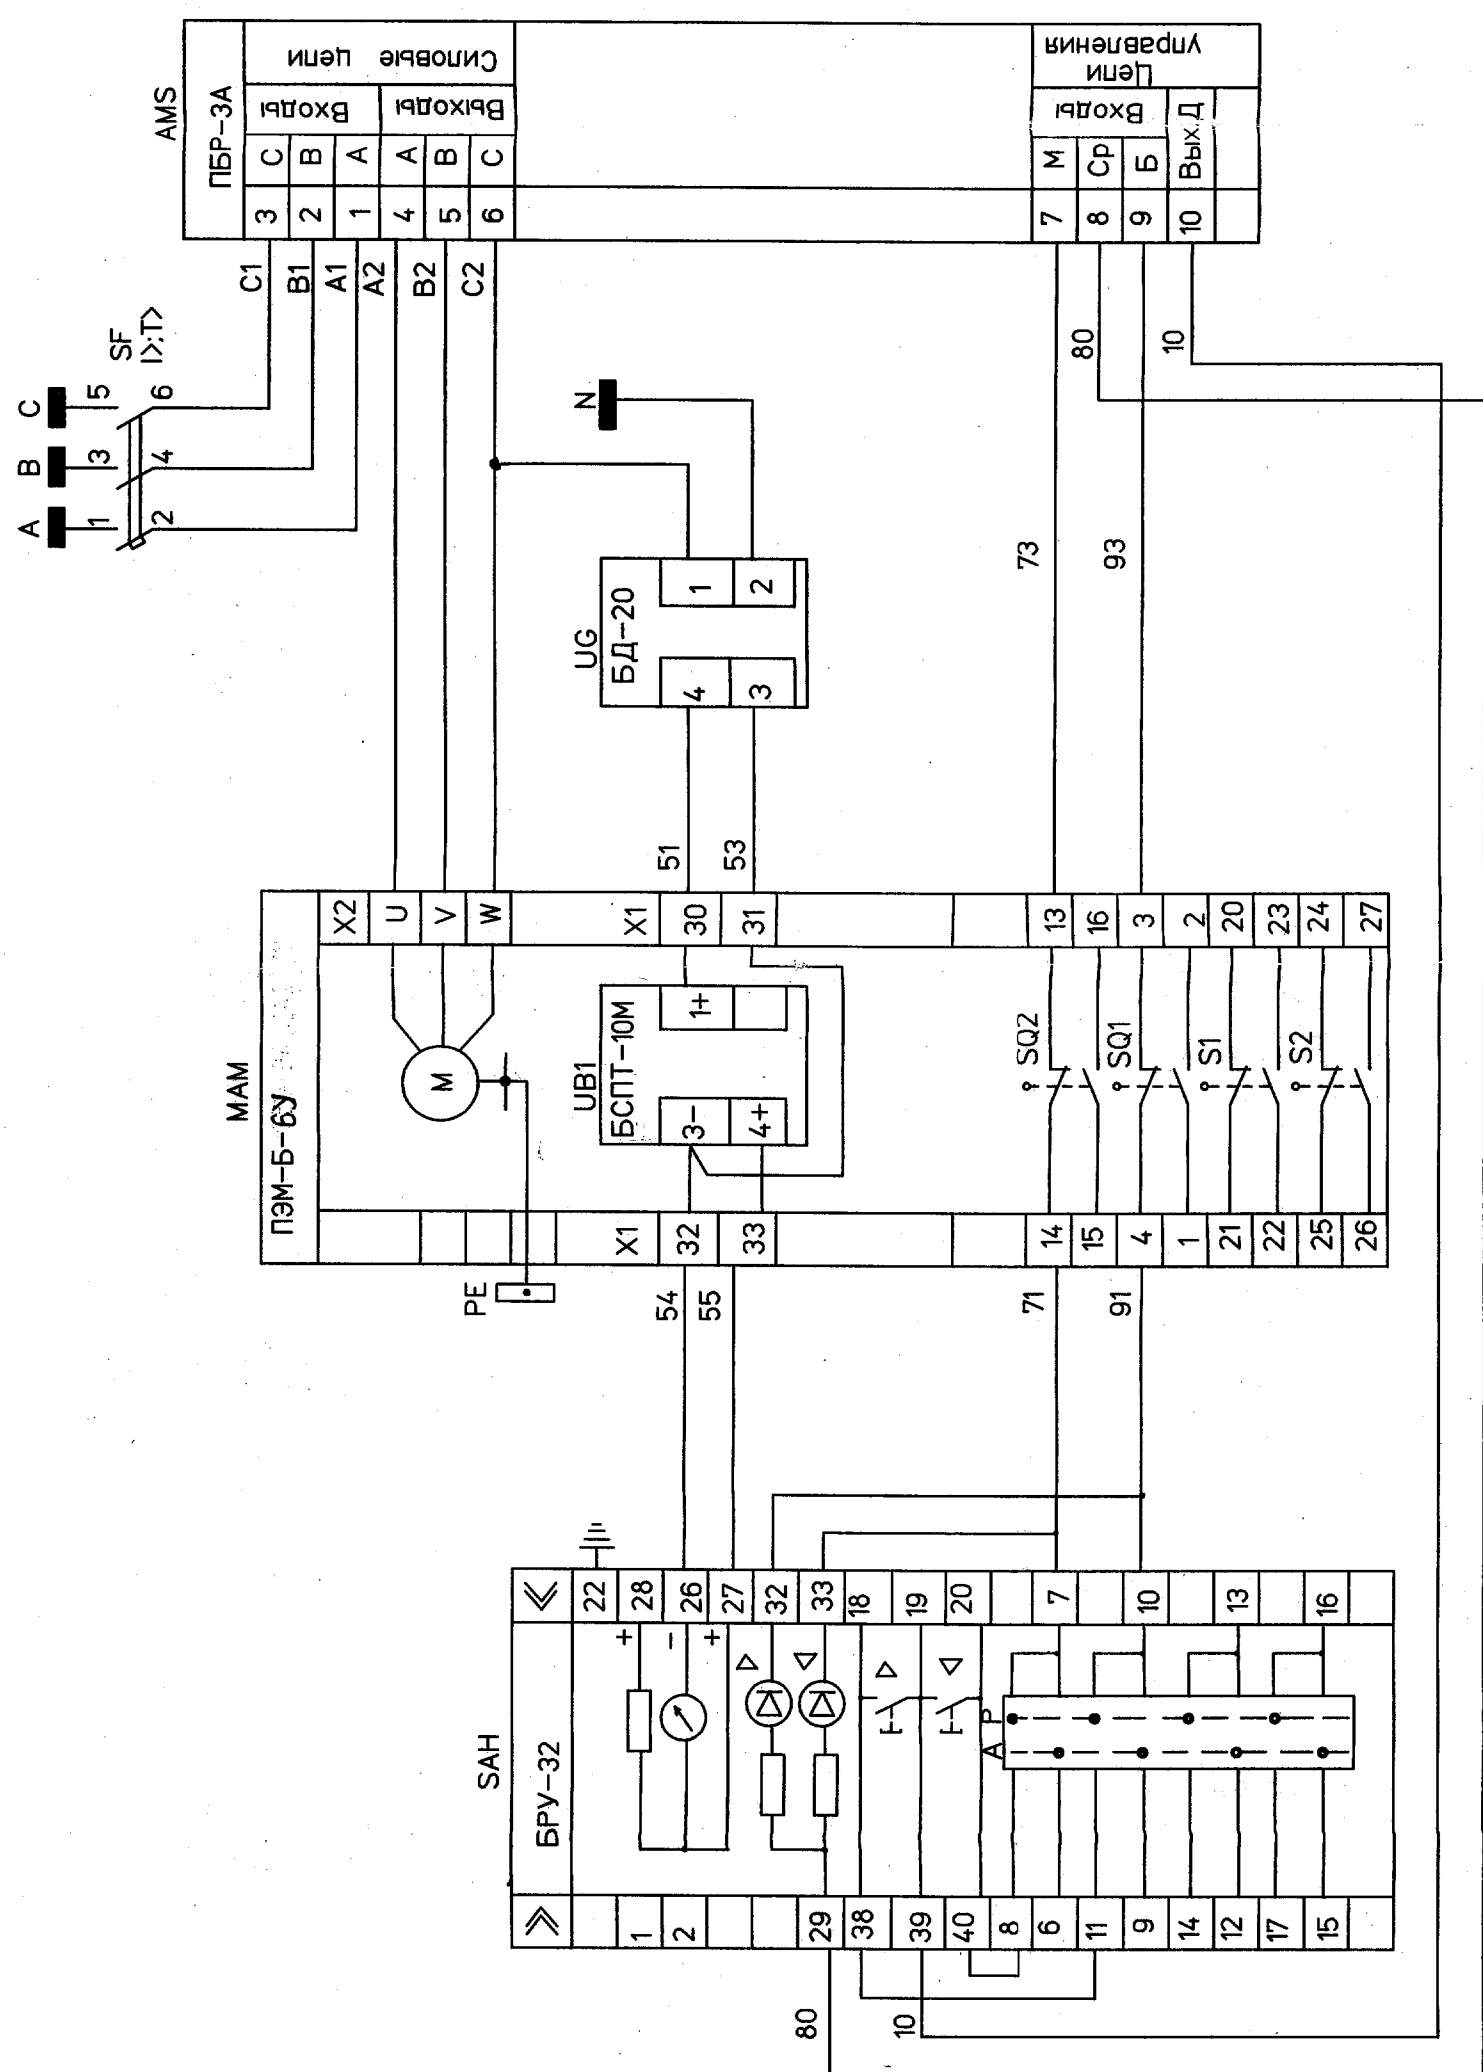 AMS
ПБР-3А
Силовые цепи
Входы
Выходы
C
B
A
A
B
C
3
2
1
4
5
6
Цепи
управления
Входы
Вых.Д
М
Ср
Б
7
8
9
10
C1
B1
A1
A2
B2
C2
80
10
SF
I>;T>
A
B
C
1
3
5
2
4
6
N
73
93
UG
БД-20
1
2
4
3
51
53
MAM
ПЭМ-Б-6У
X2
U
V
W
X1
30
31
13
16
3
2
20
23
24
27
M
UB1
БСПТ-10М
1+
3-
4+
SQ2
SQ1
S1
S2
X1
32
33
14
15
4
1
21
22
25
26
PE
54
55
71
91
SAH
БРУ-32
22
28
26
27
32
33
18
19
20
7
10
13
16
+
-
+
А
Р
1
2
29
38
39
40
8
6
11
9
14
12
17
15
80
10